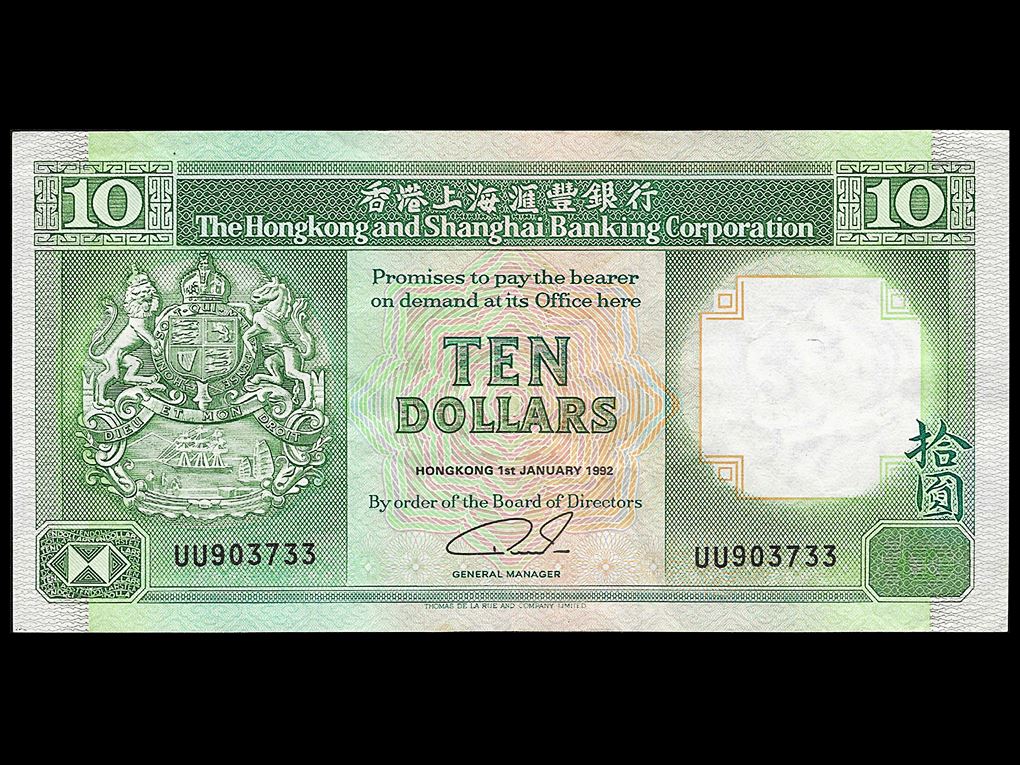 10
香港上海滙豐銀行
10
The Hongkong and Shanghai Banking Corporation
Promises to pay the bearer
on demand at its Office here
TEN
DOLLARS
DIEU ET MON DROIT
HONGKONG 1st JANUARY 1992
拾圓
By order of the Board of Directors
UU903733
UU903733
GENERAL MANAGER
THOMAS DE LA RUE AND COMPANY LIMITED